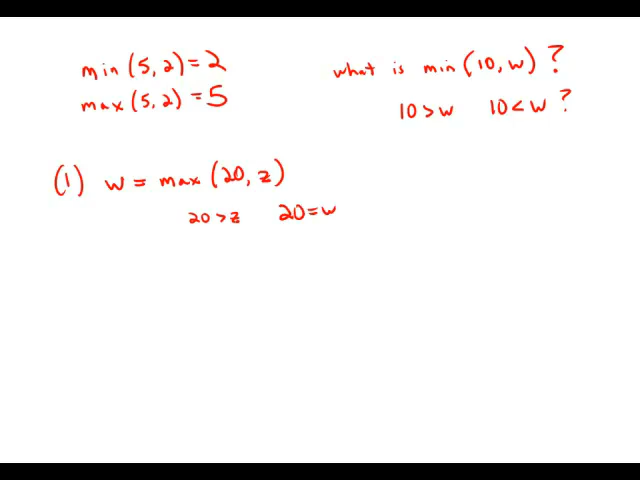 min (5, 2) = 2
max (5, 2) = 5
what is min (10, w) ?
10 > w 10 < w ?
(1) w = max (20, z)
20 > z 20 = w